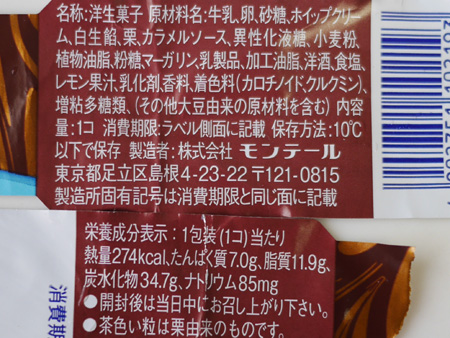 名称:洋生菓子 原材料名:牛乳、卵、砂糖、ホイップクリー
ム、白生餡、栗、カラメルソース、異性化液糖、小麦粉、
植物油脂、粉糖マーガリン、乳製品、加工油脂、洋酒、食塩、
レモン果汁、乳化剤、香料、着色料(カロチノイド、クルクミン)、
増粘多糖類、(その他大豆由来の原材料を含む) 内容
量:1コ 消費期限:ラベル側面に記載 保存方法:10℃
以下で保存 製造者:株式会社 モンテール
東京都足立区島根4-23-22 〒121-0815
製造所固有記号は消費期限と同じ面に記載
栄養成分表示:1包装(1コ)当たり
熱量274kcal、たんぱく質7.0g、脂質11.9g、
炭水化物34.7g、ナトリウム85mg
●開封後は当日中にお召し上がり下さい。
●茶色い粒は栗由来のものです。
消費期